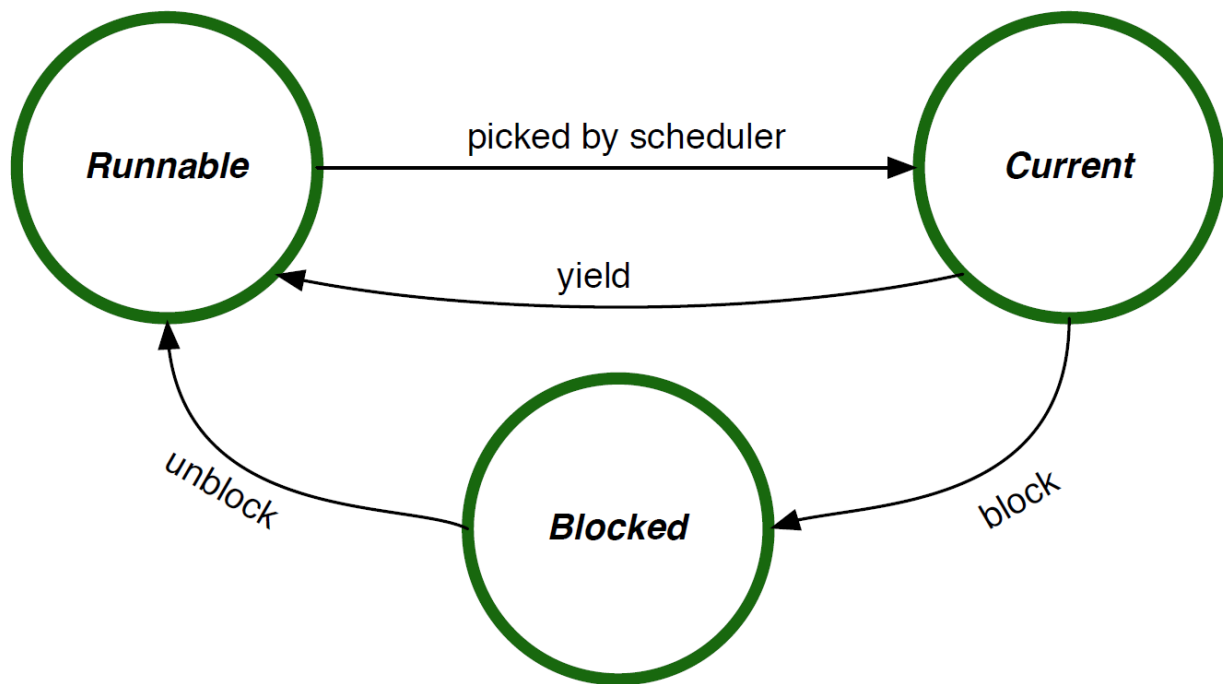 Runnable
picked by scheduler
Current
yield
unblock
Blocked
block